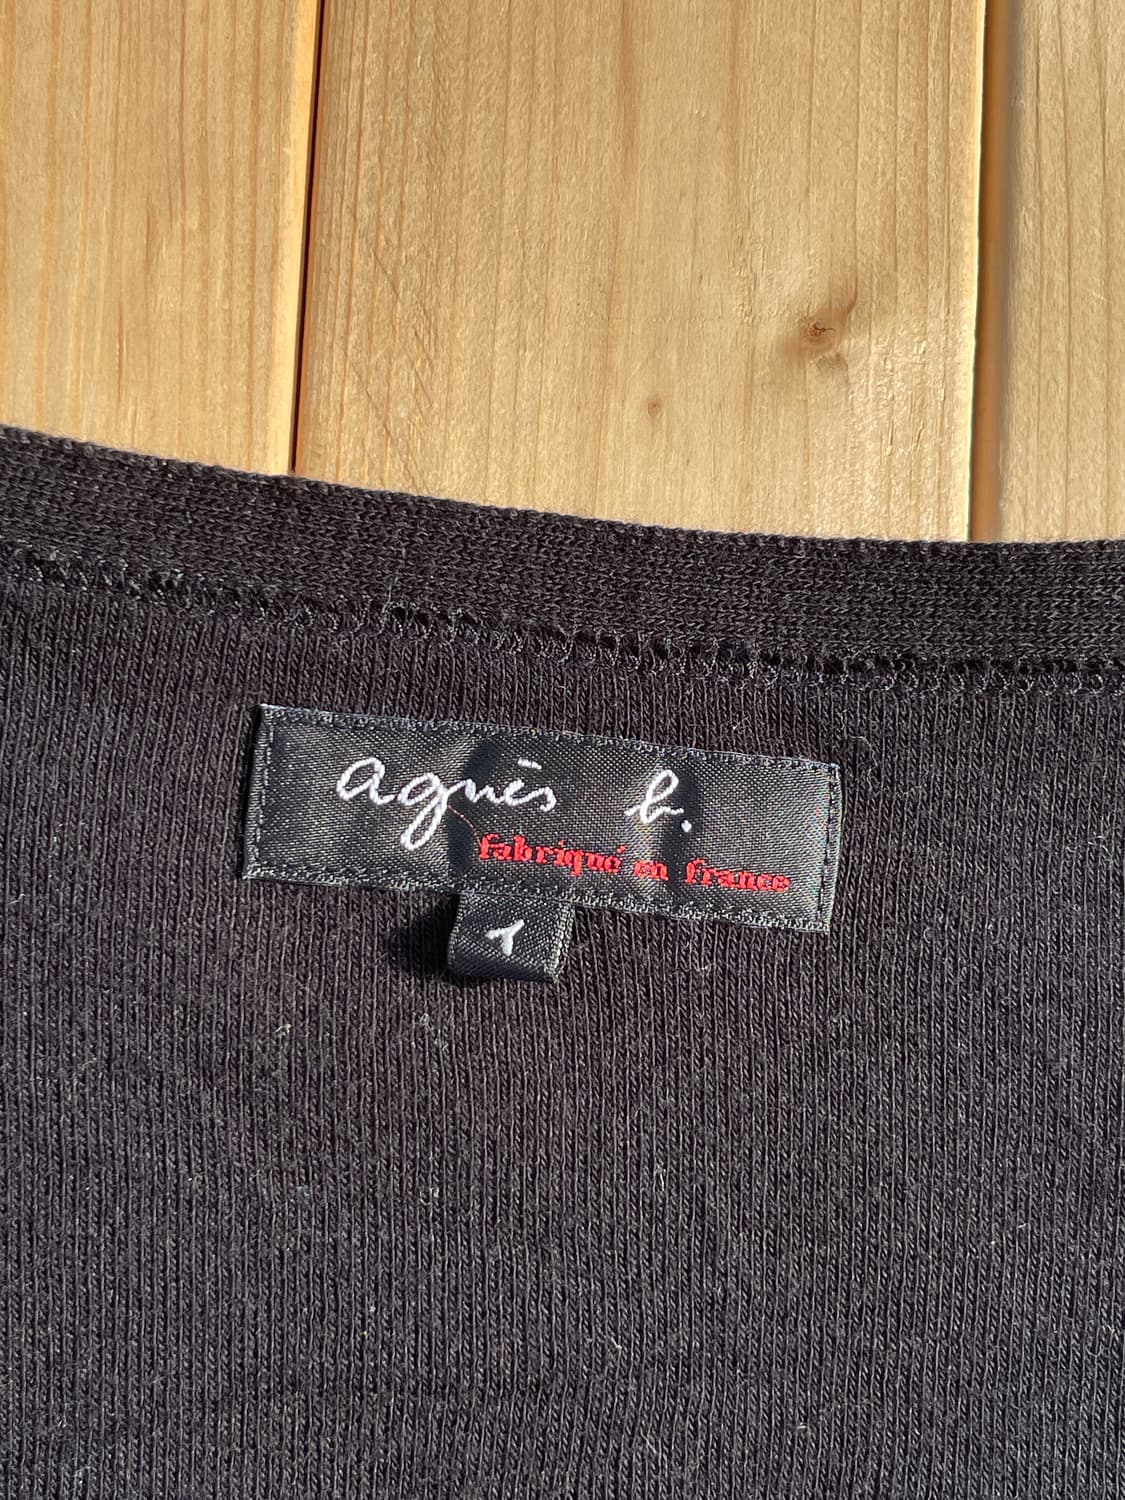 agnès b.
fabriqué en france
1